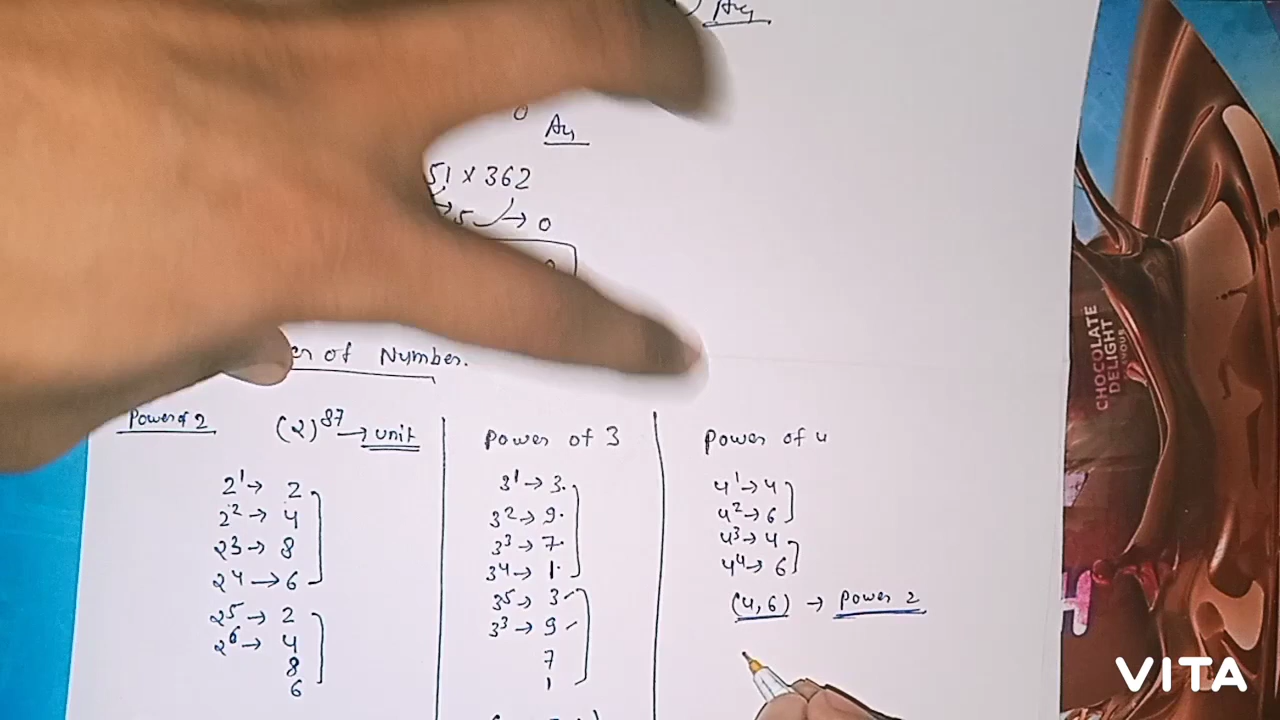 Ans
0
Ans
51 x 362
→ 5 → 0
er of Number.
Power of 2
(2)^87 → unit
2^1 → 2
2^2 → 4
2^3 → 8
2^4 → 6
2^5 → 2
2^6 → 4
8
6
Power of 3
3^1 → 3
3^2 → 9
3^3 → 7
3^4 → 1
3^5 → 3
3^3 → 9
7
1
Power of 4
4^1 → 4
4^2 → 6
4^3 → 4
4^4 → 6
(4,6) → Power 2
CHOCOLATE
DELIGHT
VITA